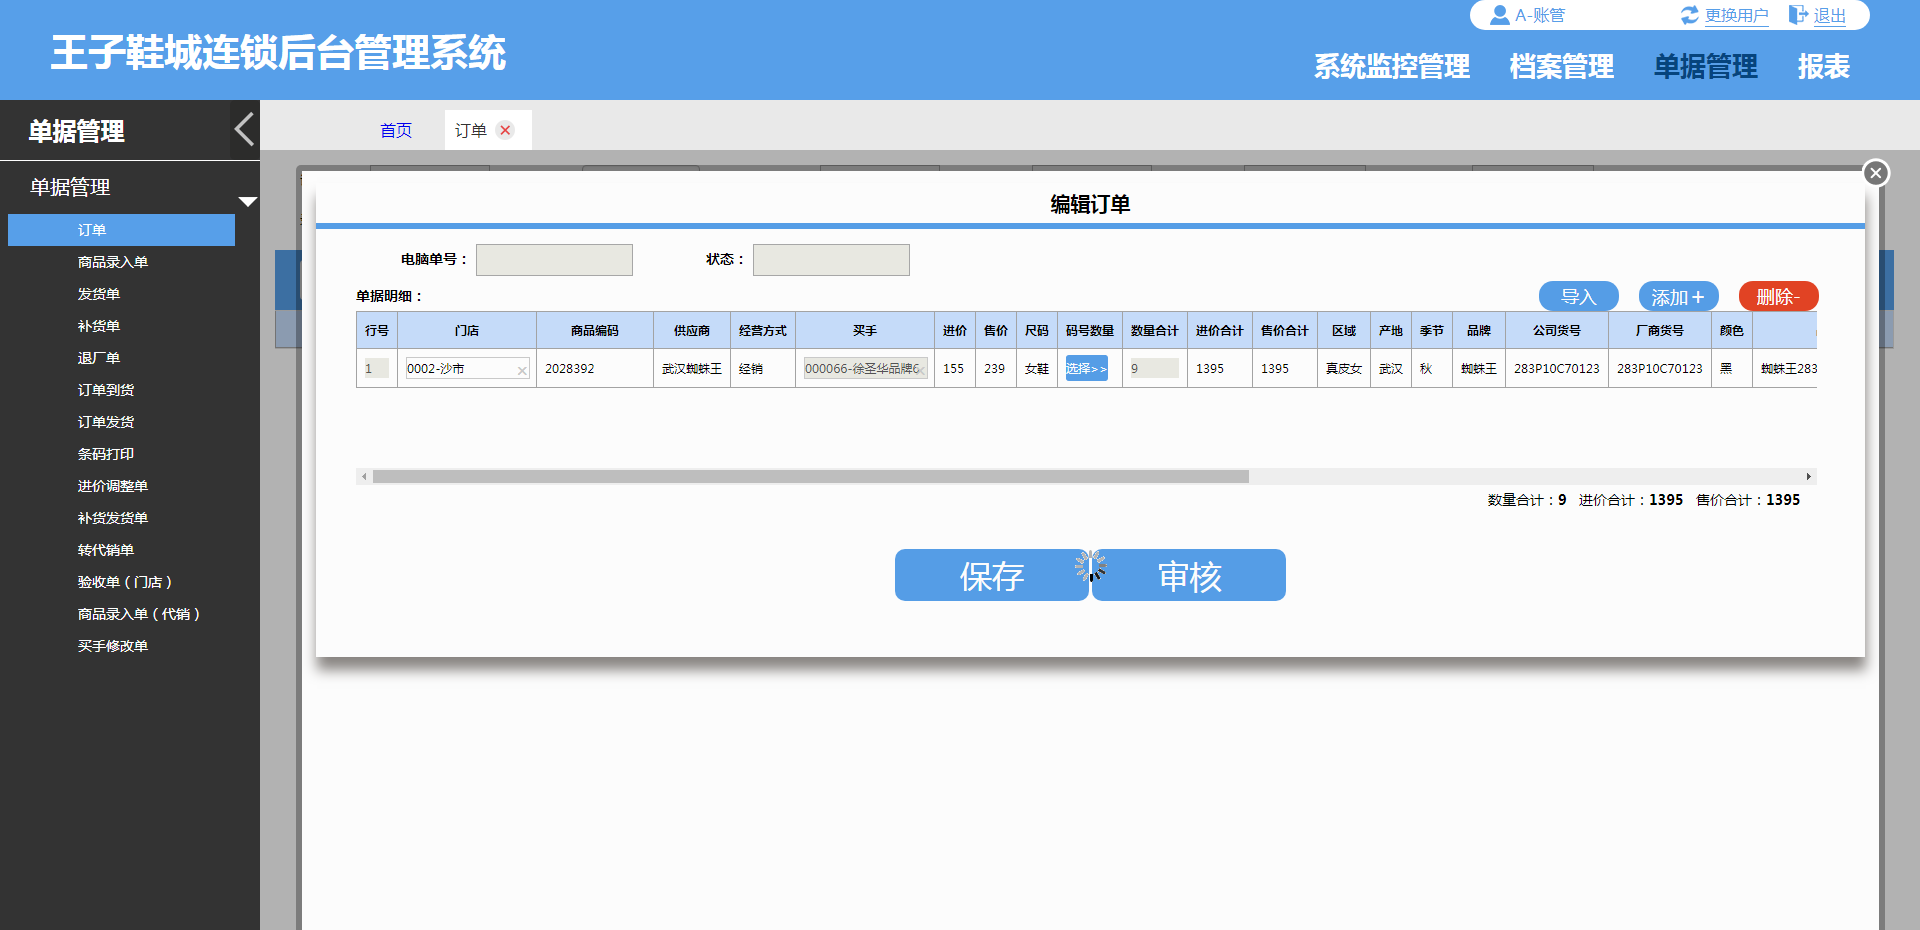 A-账管 更换用户 退出
王子鞋城连锁后台管理系统
系统监控管理 档案管理 单据管理 报表
单据管理
首页 订单
单据管理
订单
商品录入单
发货单
补货单
退厂单
订单到货
订单发货
条码打印
进价调整单
补货发货单
转代销单
验收单（门店）
商品录入单（代销）
买手修改单
编辑订单
电脑单号： 状态：
单据明细：
导入 添加+ 删除-
行号 门店 商品编码 供应商 经营方式 买手 进价 售价 尺码 码号数量 数量合计 进价合计 售价合计 区域 产地 季节 品牌 公司货号 厂商货号 颜色
1 0002-沙市 2028392 武汉蜘蛛王 经销 000066-徐圣华品牌 155 239 女鞋 选择>> 9 1395 1395 真皮女 武汉 秋 蜘蛛王 283P10C70123 283P10C70123 黑 蜘蛛王283
数量合计：9 进价合计：1395 售价合计：1395
保存 审核